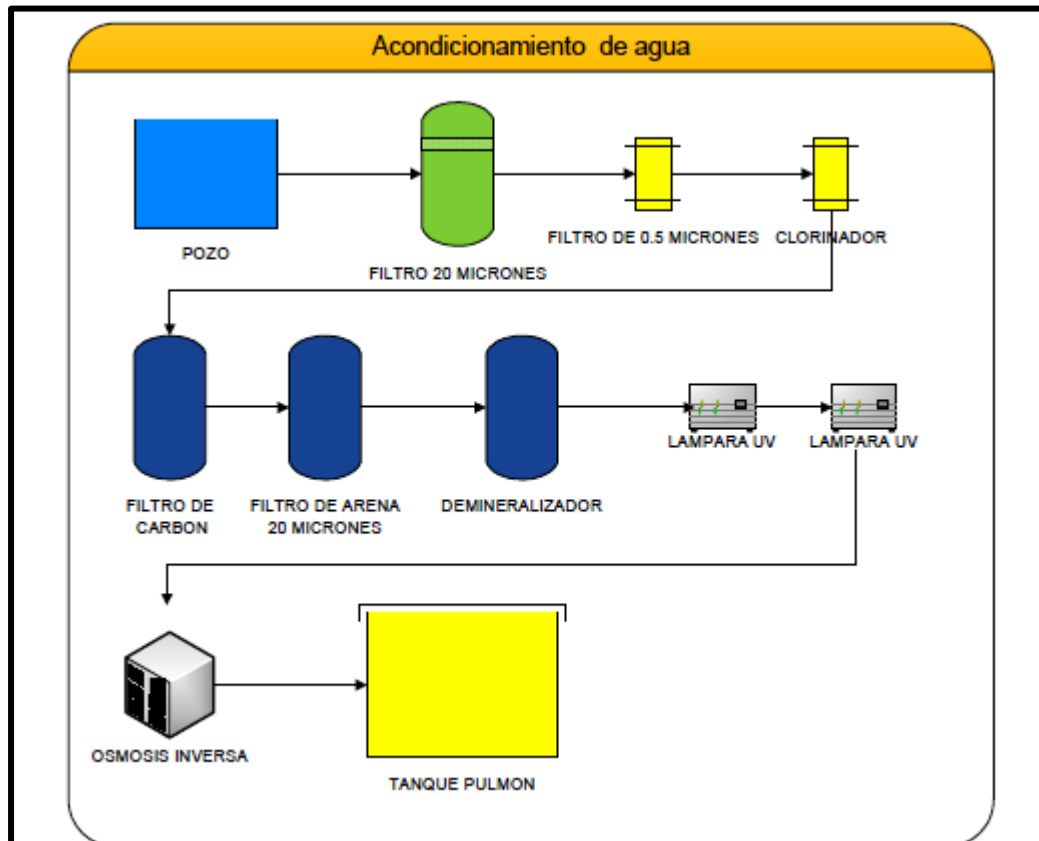 Acondicionamiento de agua
POZO
FILTRO 20 MICRONES
FILTRO DE 0.5 MICRONES
CLORINADOR
FILTRO DE
CARBON
FILTRO DE ARENA
20 MICRONES
DEMINERALIZADOR
LAMPARA UV
LAMPARA UV
OSMOSIS INVERSA
TANQUE PULMON